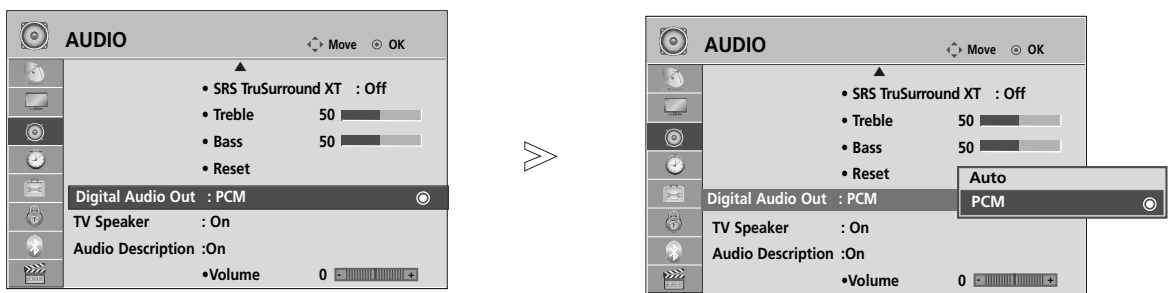 AUDIO
Move OK
• SRS TruSurround XT : Off
• Treble 50
• Bass 50
• Reset
Digital Audio Out : PCM
TV Speaker : On
Audio Description :On
•Volume 0 - +
AUDIO
Move OK
• SRS TruSurround XT : Off
• Treble 50
• Bass 50
• Reset
Auto
Digital Audio Out : PCM
PCM
TV Speaker : On
Audio Description :On
•Volume 0 - +